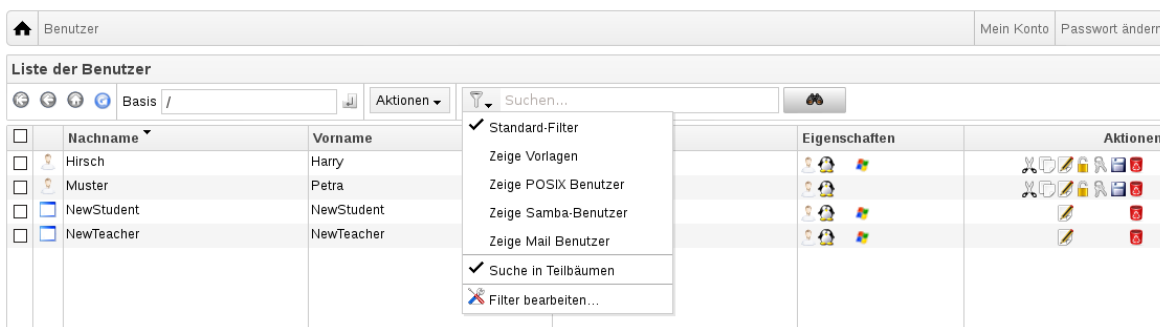 Benutzer
Mein Konto
Passwort ändern
Liste der Benutzer
Basis / Aktionen Suchen...
Nachname Vorname Eigenschaften Aktionen
Hirsch Harry
Muster Petra
NewStudent NewStudent
NewTeacher NewTeacher
Standard-Filter
Zeige Vorlagen
Zeige POSIX Benutzer
Zeige Samba-Benutzer
Zeige Mail Benutzer
Suche in Teilbäumen
Filter bearbeiten...